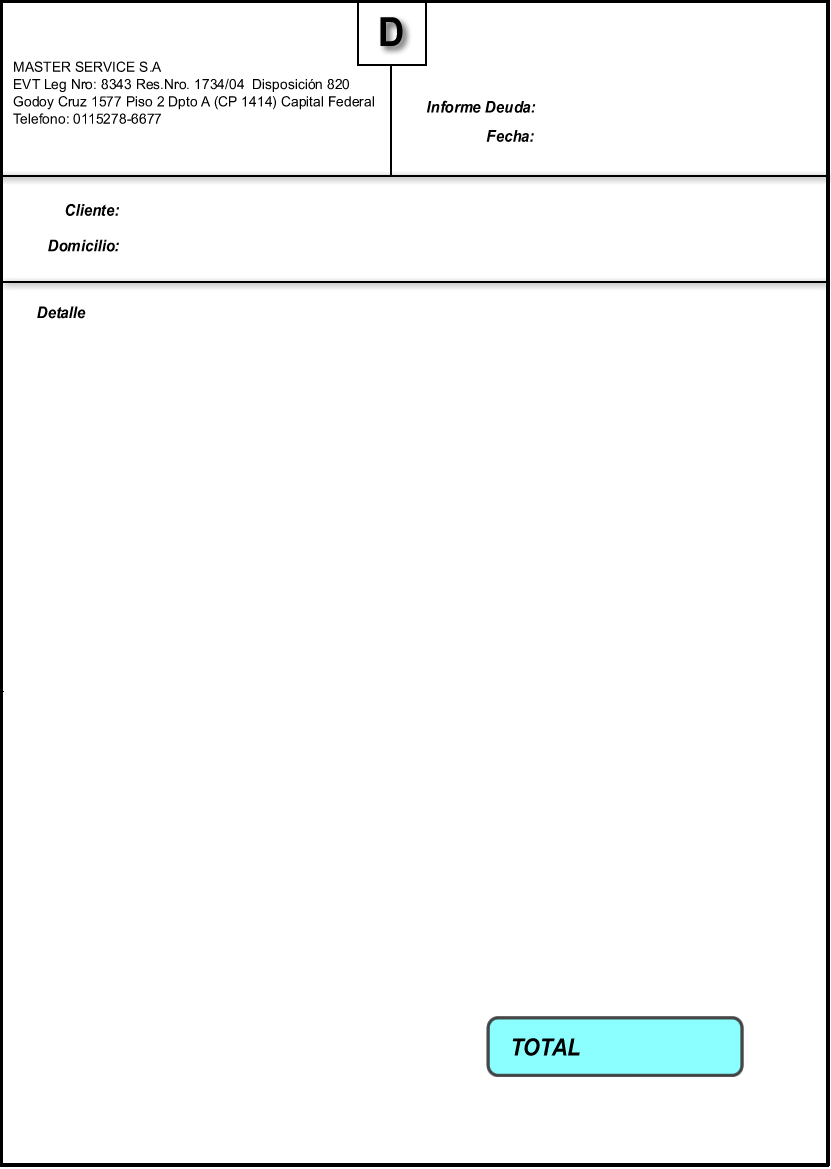 D
MASTER SERVICE S.A
EVT Leg Nro: 8343 Res.Nro. 1734/04  Disposición 820
Godoy Cruz 1577 Piso 2 Dpto A (CP 1414) Capital Federal
Telefono: 0115278-6677
Informe Deuda:
Fecha:
Cliente:
Domicilio:
Detalle
TOTAL